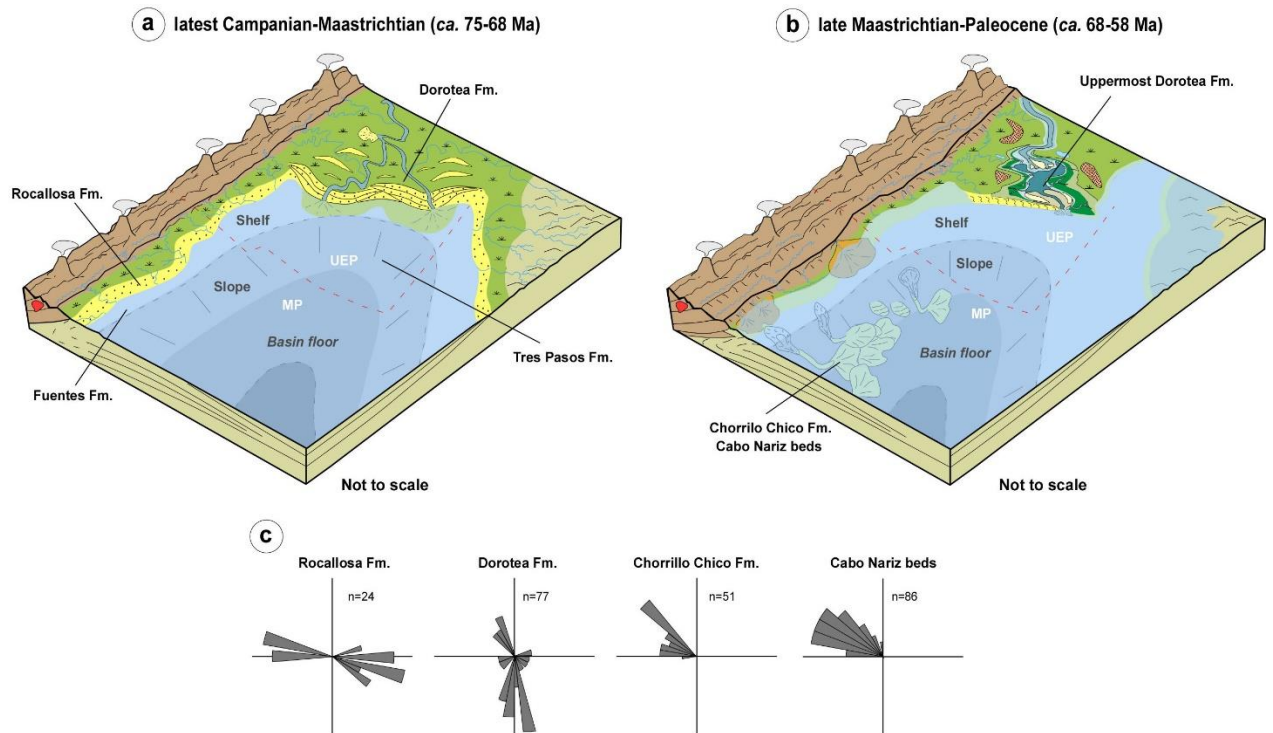 a latest Campanian-Maastrichtian (ca. 75-68 Ma)
Dorotea Fm.
Rocallosa Fm.
Shelf
UEP
Slope
MP
Basin floor
Tres Pasos Fm.
Fuentes Fm.
Not to scale
b late Maastrichtian-Paleocene (ca. 68-58 Ma)
Uppermost Dorotea Fm.
Shelf
UEP
Slope
MP
Basin floor
Chorrilo Chico Fm.
Cabo Nariz beds
Not to scale
c
Rocallosa Fm.
n=24
Dorotea Fm.
n=77
Chorrillo Chico Fm.
n=51
Cabo Nariz beds
n=86